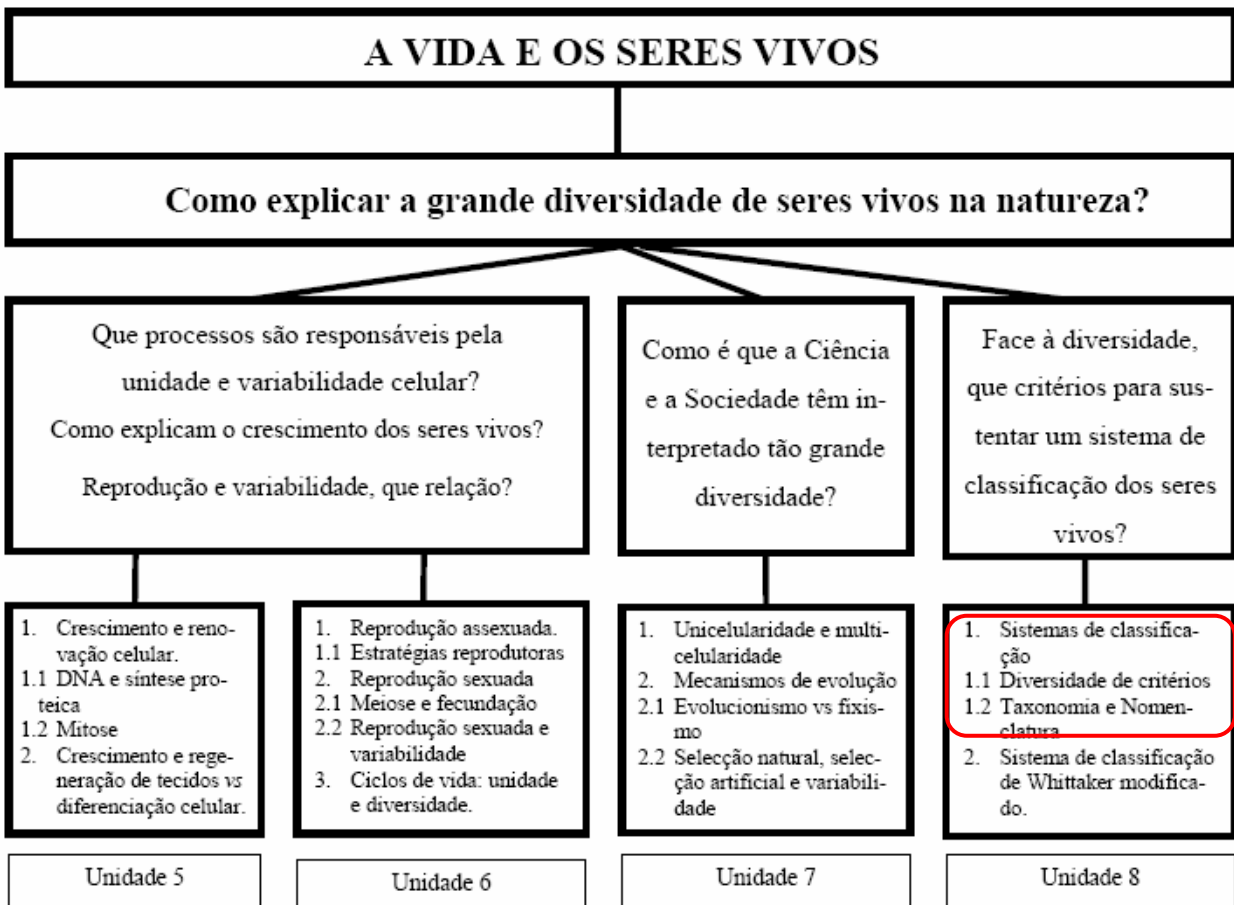 A VIDA E OS SERES VIVOS
Como explicar a grande diversidade de seres vivos na natureza?
Que processos são responsáveis pela
unidade e variabilidade celular?
Como explicam o crescimento dos seres vivos?
Reprodução e variabilidade, que relação?
Como é que a Ciência
e a Sociedade têm in-
terpretado tão grande
diversidade?
Face à diversidade,
que critérios para sus-
tentar um sistema de
classificação dos seres
vivos?
1. Crescimento e reno-
vação celular.
1.1 DNA e síntese pro-
teica
1.2 Mitose
2. Crescimento e rege-
neração de tecidos vs
diferenciação celular.
1. Reprodução assexuada.
1.1 Estratégias reprodutoras
2. Reprodução sexuada
2.1 Meiose e fecundação
2.2 Reprodução sexuada e
variabilidade
3. Ciclos de vida: unidade
e diversidade.
1. Unicelularidade e multi-
celularidade
2. Mecanismos de evolução
2.1 Evolucionismo vs fixis-
mo
2.2 Selecção natural, selec-
ção artificial e variabili-
dade
1. Sistemas de classifica-
ção
1.1 Diversidade de critérios
1.2 Taxonomia e Nomen-
clatura
2. Sistema de classificação
de Whittaker modifica-
do.
Unidade 5
Unidade 6
Unidade 7
Unidade 8